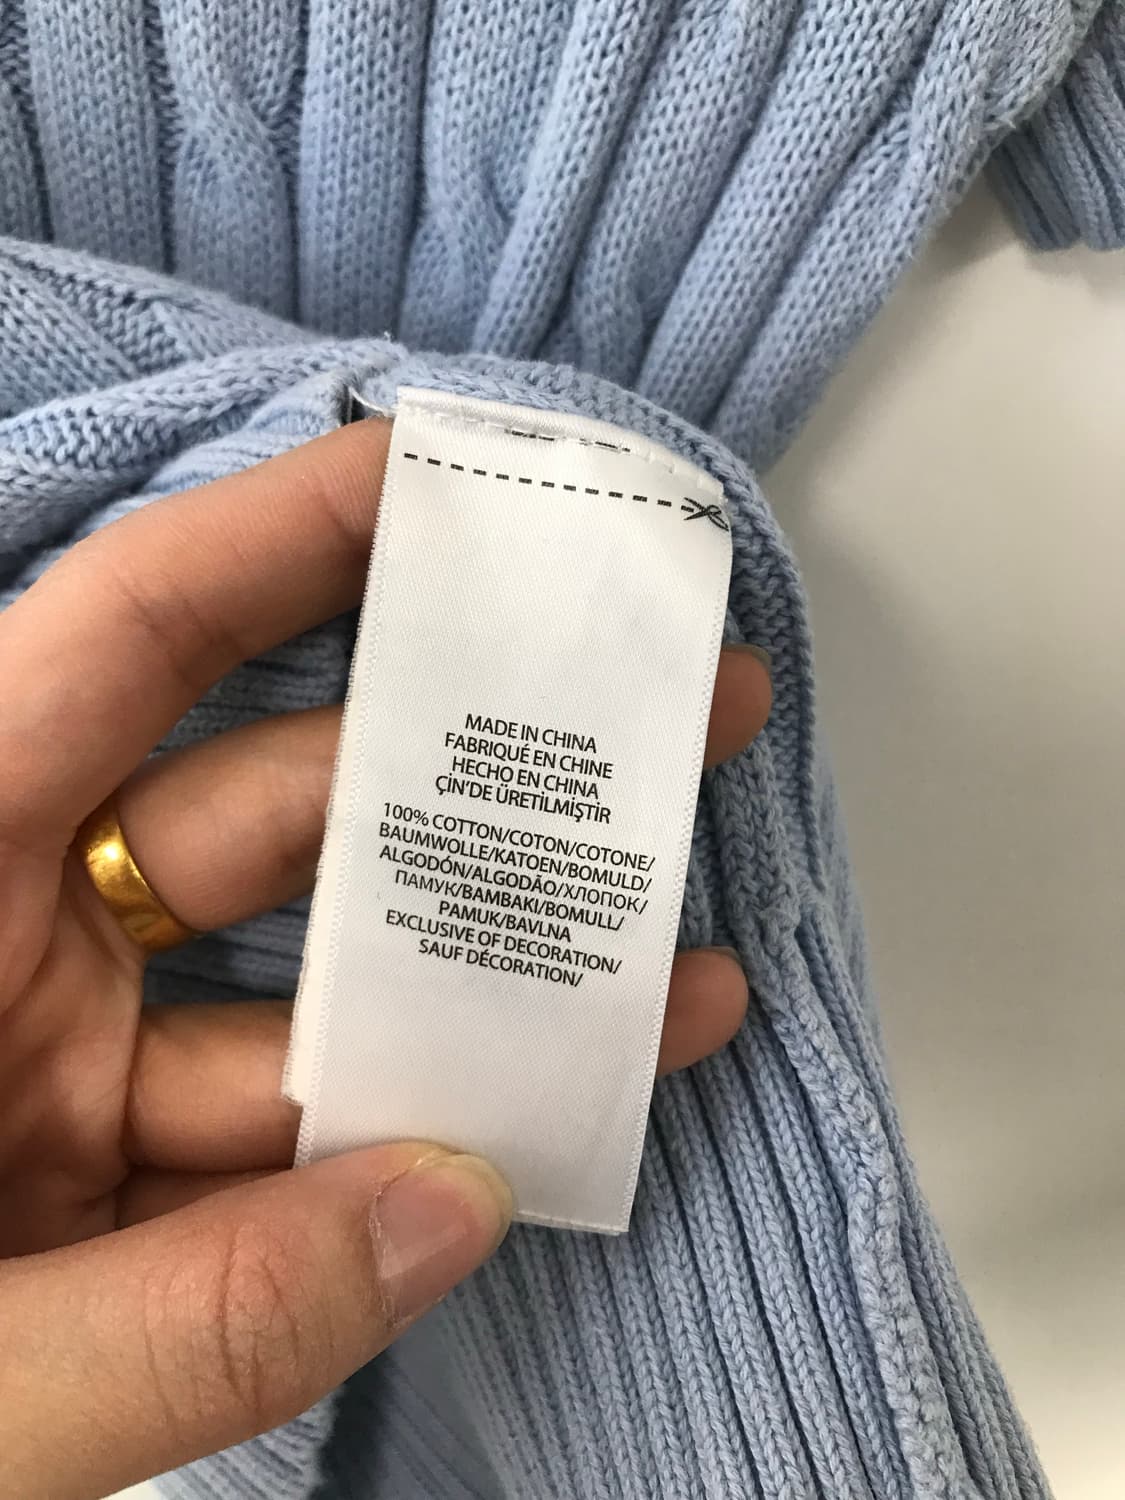 MADE IN CHINA
FABRIQUÉ EN CHINE
HECHO EN CHINA
ÇİN'DE ÜRETİLMİŞTİR
100% COTTON/COTON/COTONE/
BAUMWOLLE/KATOEN/BOMULD/
ALGODÓN/ALGODÃO/ХЛОПОК/
ПАМУК/BAMBAKI/BOMULL/
PAMUK/BAVLNA
EXCLUSIVE OF DECORATION/
SAUF DÉCORATION/